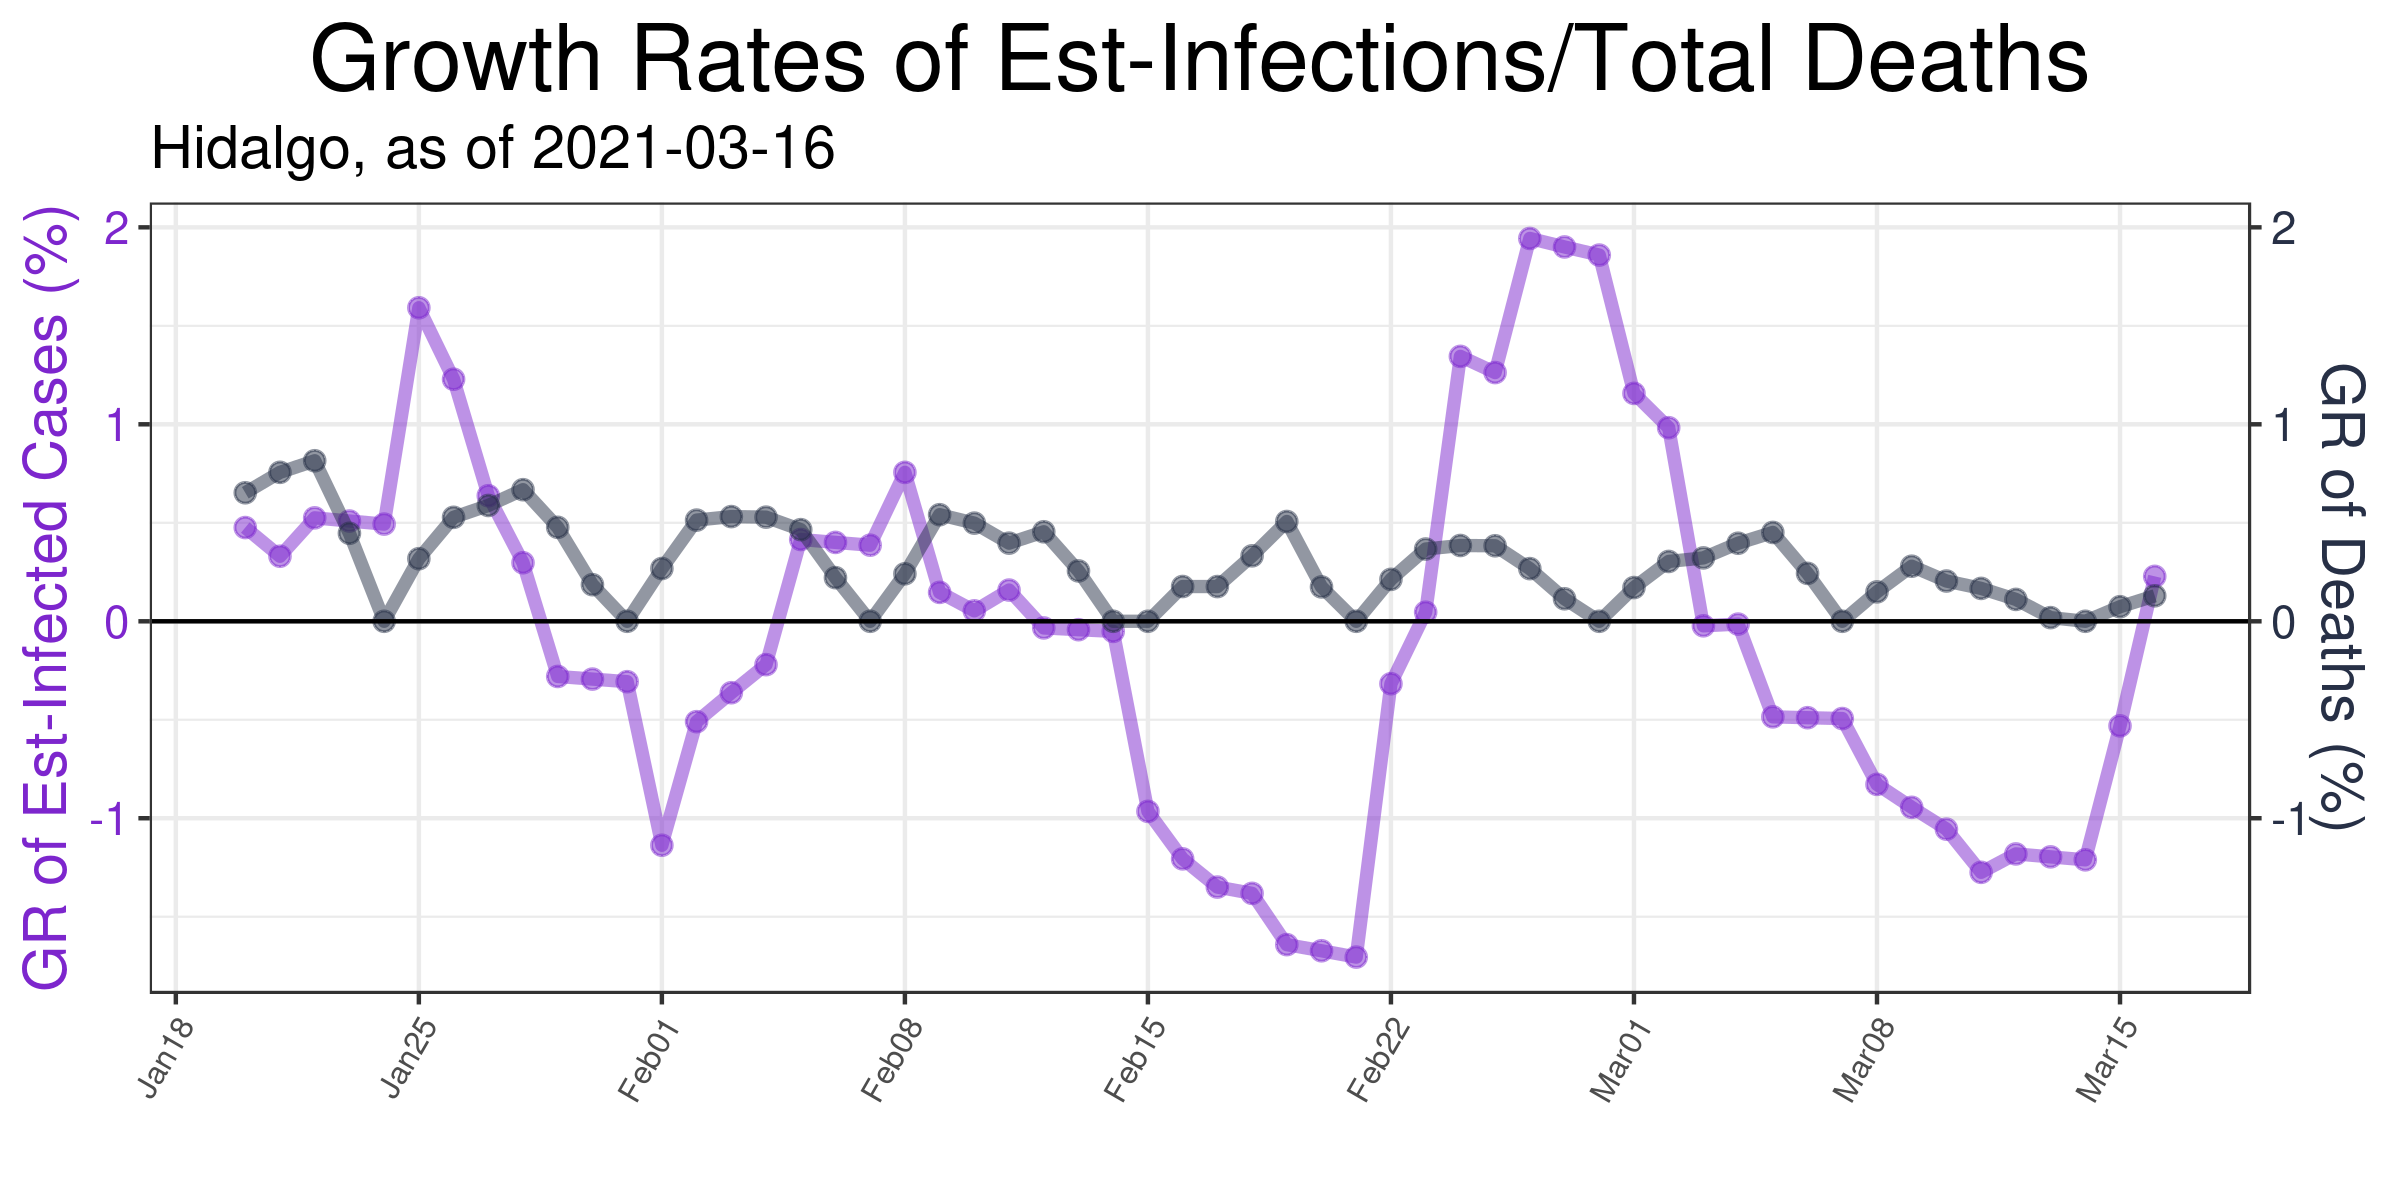 Growth Rates of Est-Infections/Total Deaths
Hidalgo, as of 2021-03-16
GR of Est-Infected Cases (%)
2
1
0
-1
2
1
0
-1
GR of Deaths (%)
Jan18
Jan25
Feb01
Feb08
Feb15
Feb22
Mar01
Mar08
Mar15